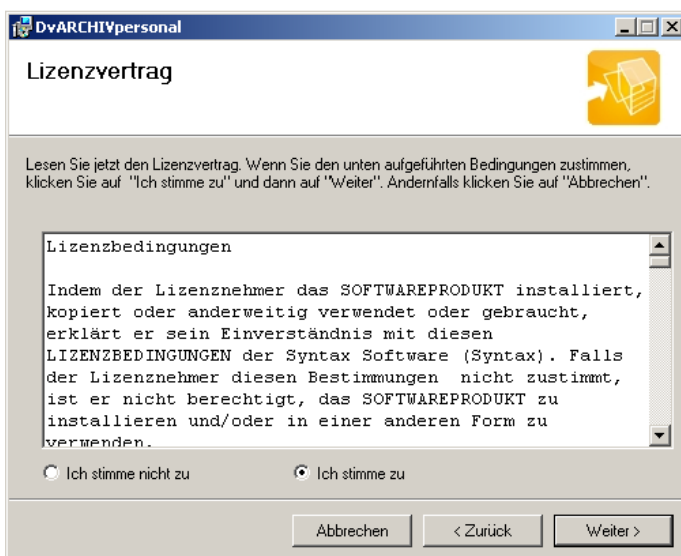 DvARCHIVpersonal
Lizenzvertrag
Lesen Sie jetzt den Lizenzvertrag. Wenn Sie den unten aufgeführten Bedingungen zustimmen,
klicken Sie auf "Ich stimme zu" und dann auf "Weiter". Andernfalls klicken Sie auf "Abbrechen".
Lizenzbedingungen
Indem der Lizenznehmer das SOFTWAREPRODUKT installiert,
kopiert oder anderweitig verwendet oder gebraucht,
erklärt er sein Einverständnis mit diesen
LIZENZBEDINGUNGEN der Syntax Software (Syntax). Falls
der Lizenznehmer diesen Bestimmungen nicht zustimmt,
ist er nicht berechtigt, das SOFTWAREPRODUKT zu
installieren und/oder in einer anderen Form zu
verwenden.
Ich stimme nicht zu Ich stimme zu
Abbrechen < Zurück Weiter >